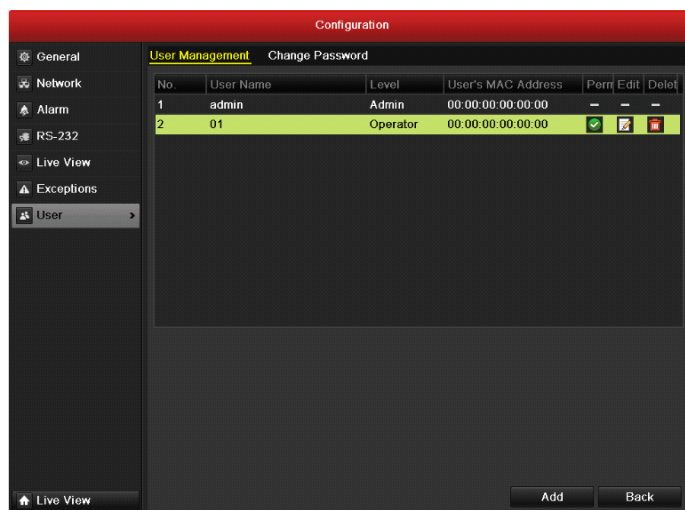 Configuration
General
Network
Alarm
RS-232
Live View
Exceptions
User
User Management Change Password
No. User Name Level User's MAC Address Perm Edit Delet
1 admin Admin 00:00:00:00:00:00 – – –
2 01 Operator 00:00:00:00:00:00
Add Back
Live View